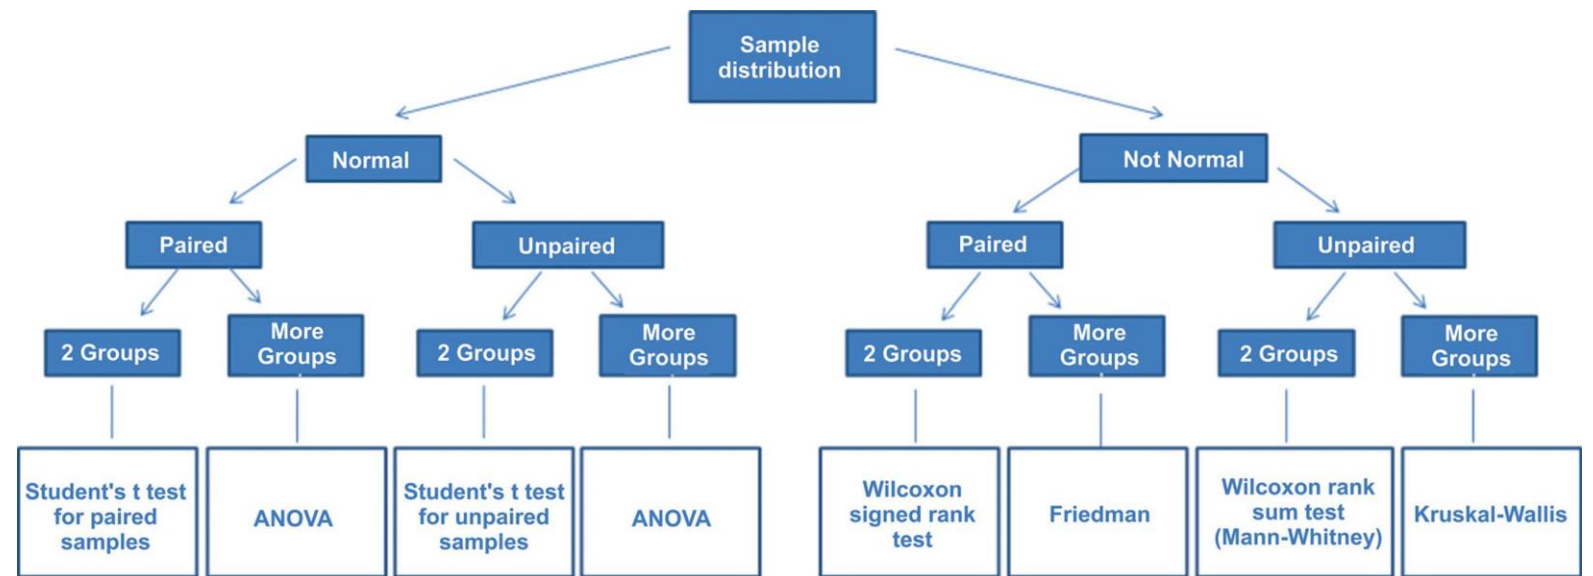 Sample
distribution
Normal
Not Normal
Paired
Unpaired
Paired
Unpaired
2 Groups
More
Groups
2 Groups
More
Groups
2 Groups
More
Groups
2 Groups
More
Groups
Student's t test
for paired
samples
ANOVA
Student's t test
for unpaired
samples
ANOVA
Wilcoxon
signed rank
test
Friedman
Wilcoxon rank
sum test
(Mann-Whitney)
Kruskal-Wallis